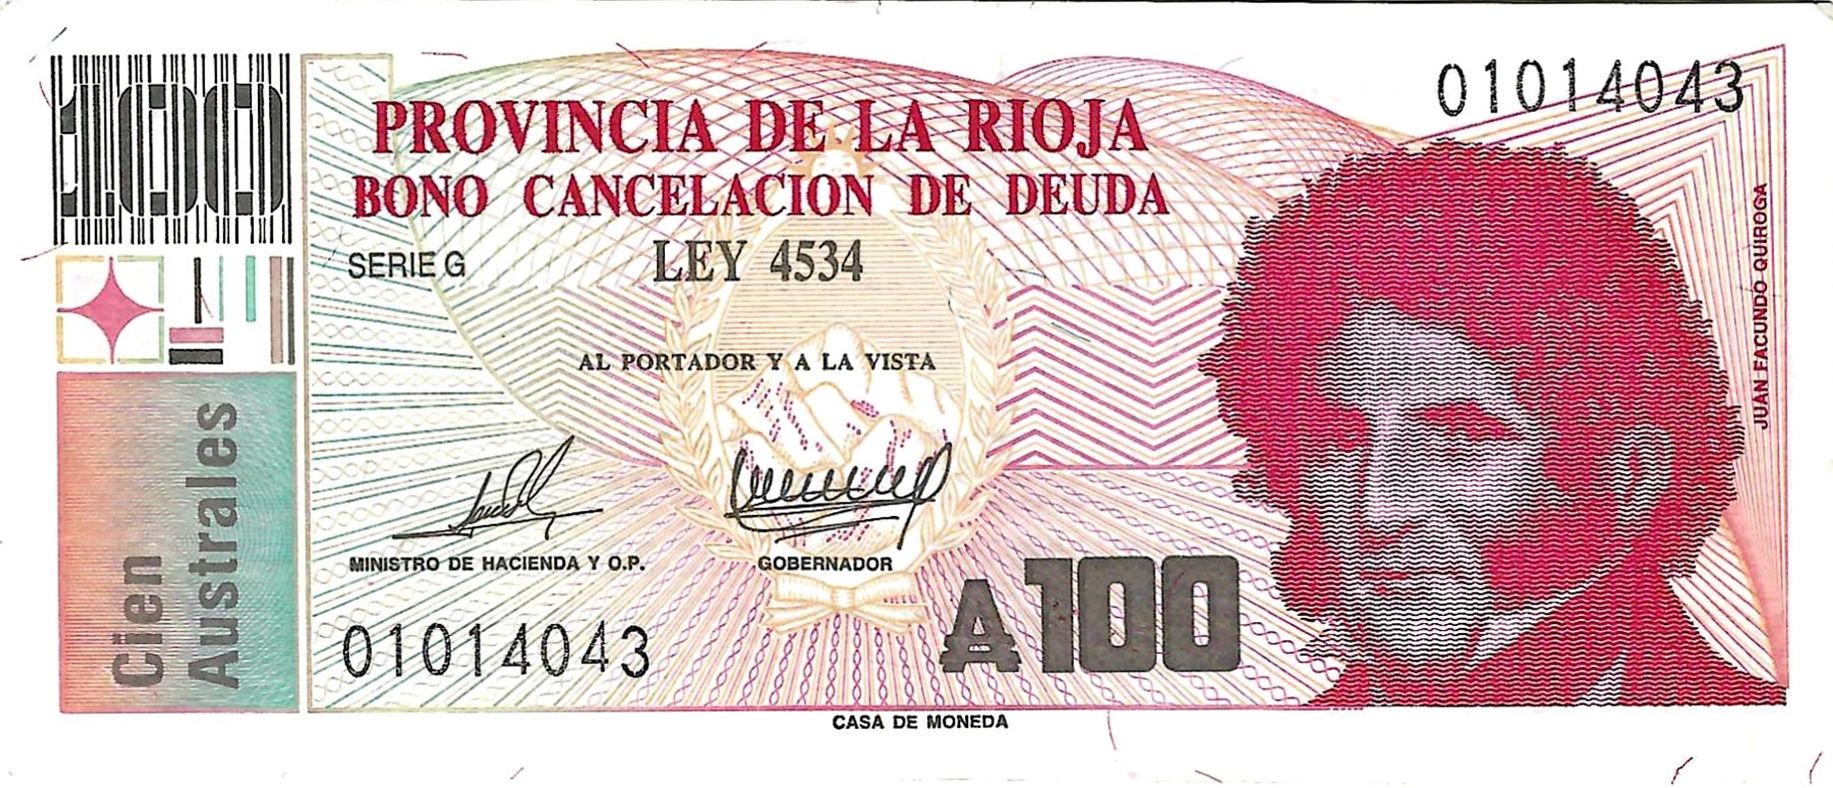 100
01014043
PROVINCIA DE LA RIOJA
BONO CANCELACION DE DEUDA
SERIE G
LEY 4534
AL PORTADOR Y A LA VISTA
JUAN FACUNDO QUIROGA
Cien
Australes
MINISTRO DE HACIENDA Y O.P.
GOBERNADOR
01014043
₳100
CASA DE MONEDA